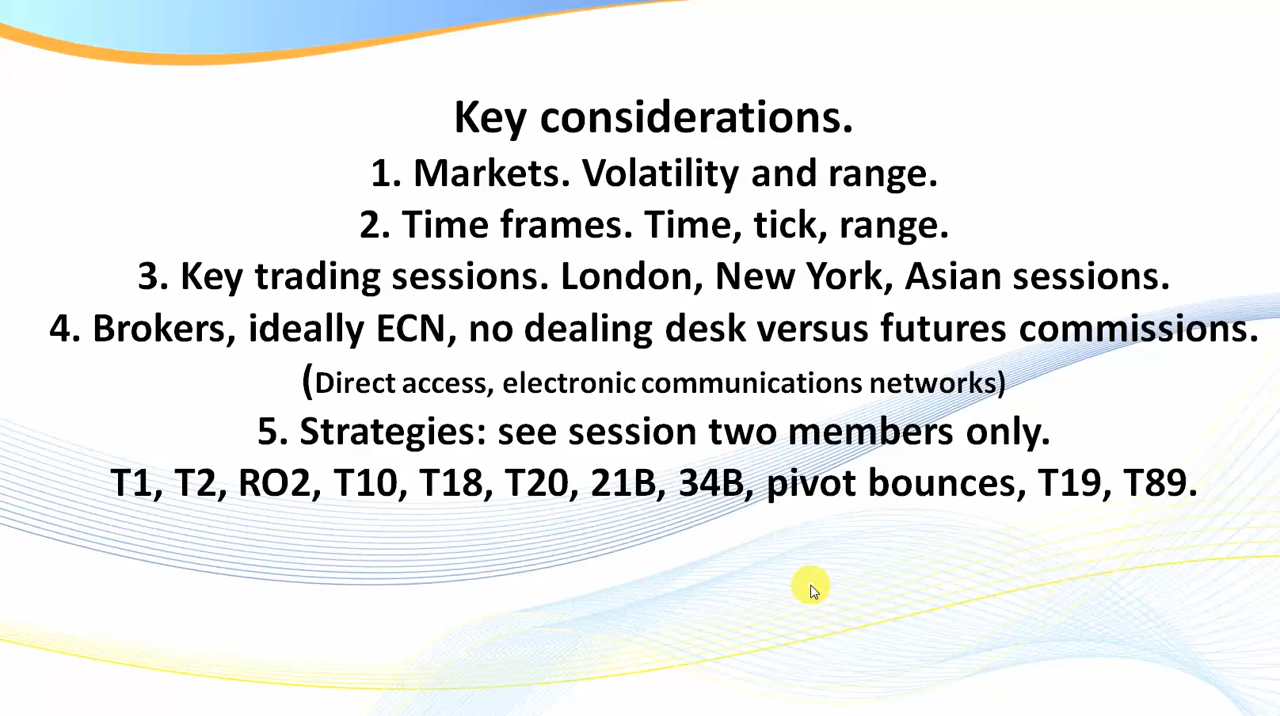 Key considerations.
1. Markets. Volatility and range.
2. Time frames. Time, tick, range.
3. Key trading sessions. London, New York, Asian sessions.
4. Brokers, ideally ECN, no dealing desk versus futures commissions.
(Direct access, electronic communications networks)
5. Strategies: see session two members only.
T1, T2, RO2, T10, T18, T20, 21B, 34B, pivot bounces, T19, T89.